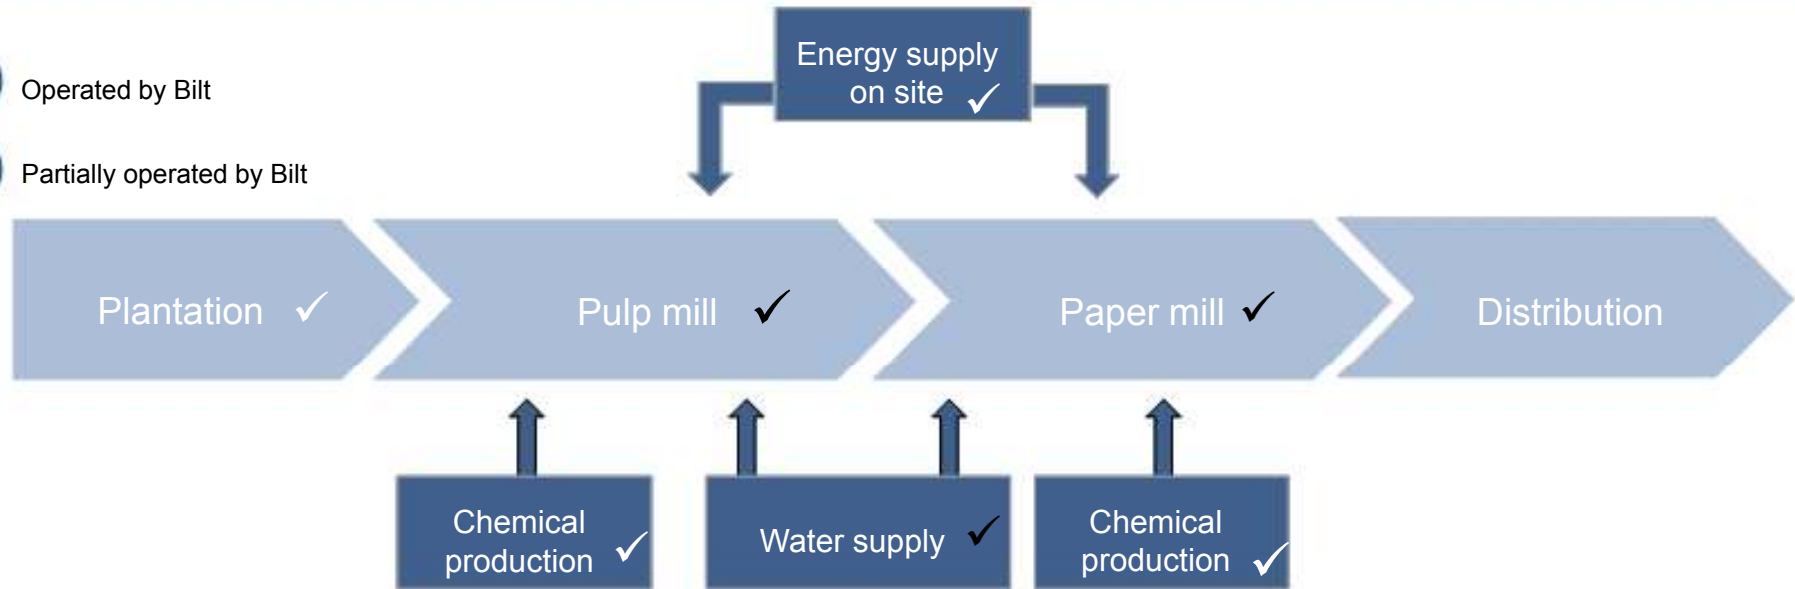 Energy supply
on site ✓
Operated by Bilt
Partially operated by Bilt
Plantation ✓
Pulp mill ✓
Paper mill ✓
Distribution
Chemical
production ✓
Water supply ✓
Chemical
production ✓